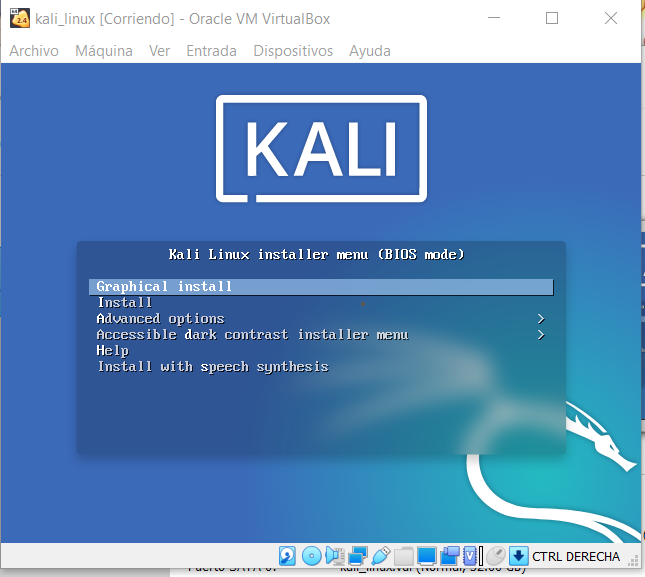 kali_linux [Corriendo] - Oracle VM VirtualBox
Archivo Máquina Ver Entrada Dispositivos Ayuda
KALI
Kali Linux installer menu (BIOS mode)
Graphical install
Install
Advanced options >
Accessible dark contrast installer menu >
Help
Install with speech synthesis
CTRL DERECHA